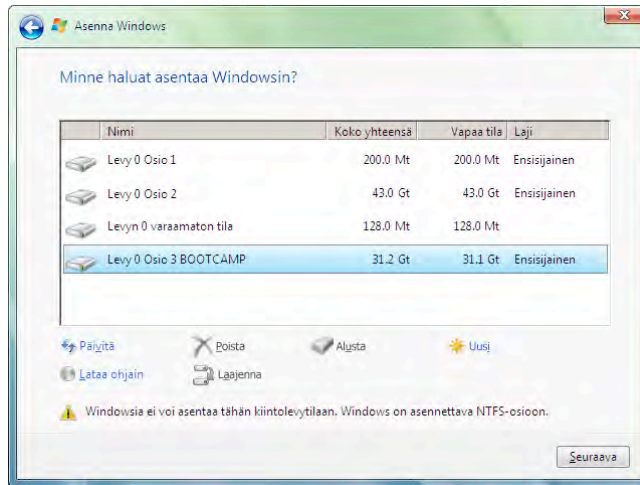 Asenna Windows
Minne haluat asentaa Windowsin?
Nimi Koko yhteensä Vapaa tila Laji
Levy 0 Osio 1 200.0 Mt 200.0 Mt Ensisijainen
Levy 0 Osio 2 43.0 Gt 43.0 Gt Ensisijainen
Levyn 0 varaamaton tila 128.0 Mt 128.0 Mt
Levy 0 Osio 3 BOOTCAMP 31.2 Gt 31.1 Gt Ensisijainen
Päivitä Poista Alusta Uusi
Lataa ohjain Laajenna
Windowsia ei voi asentaa tähän kiintolevytilaan. Windows on asennettava NTFS-osioon.
Seuraava